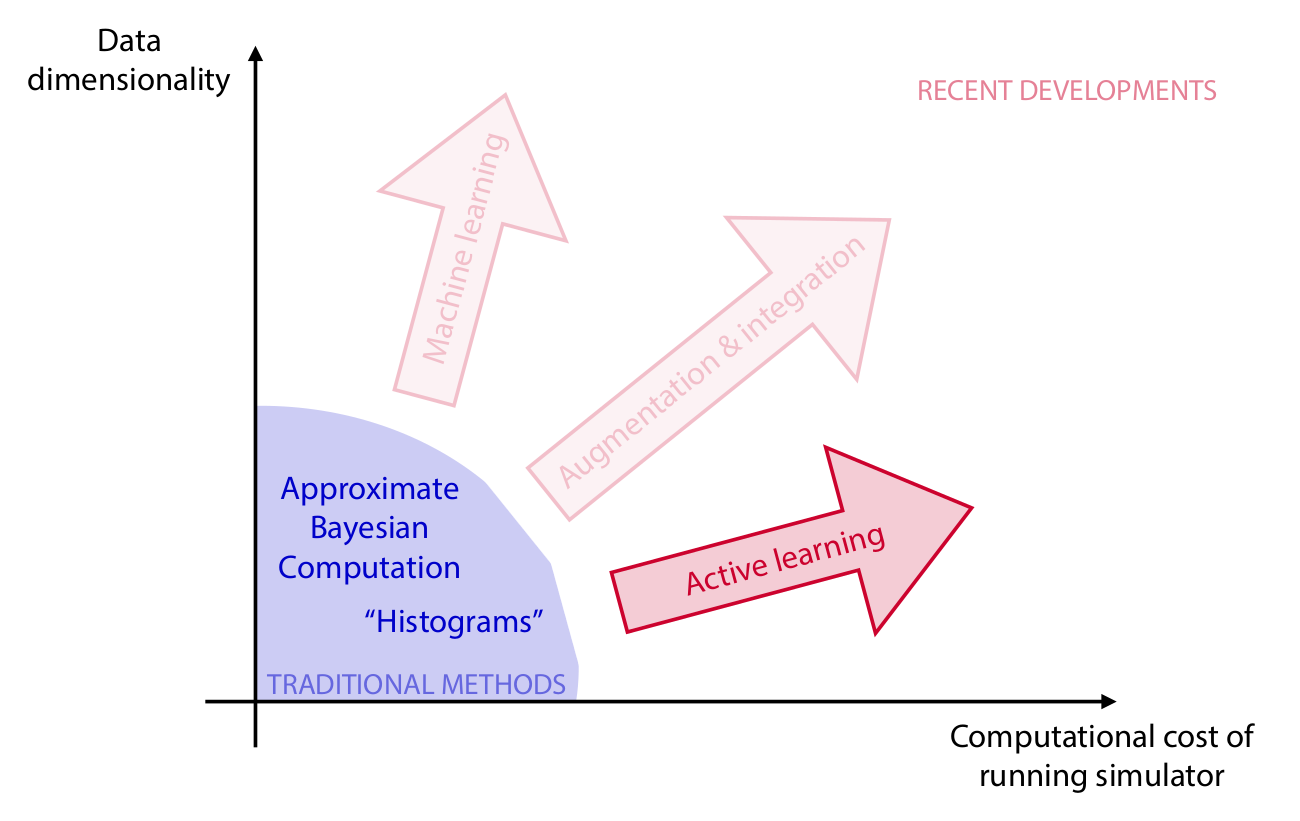 Data
dimensionality
RECENT DEVELOPMENTS
Machine learning
Augmentation & integration
Active learning
Approximate
Bayesian
Computation
“Histograms”
TRADITIONAL METHODS
Computational cost of
running simulator